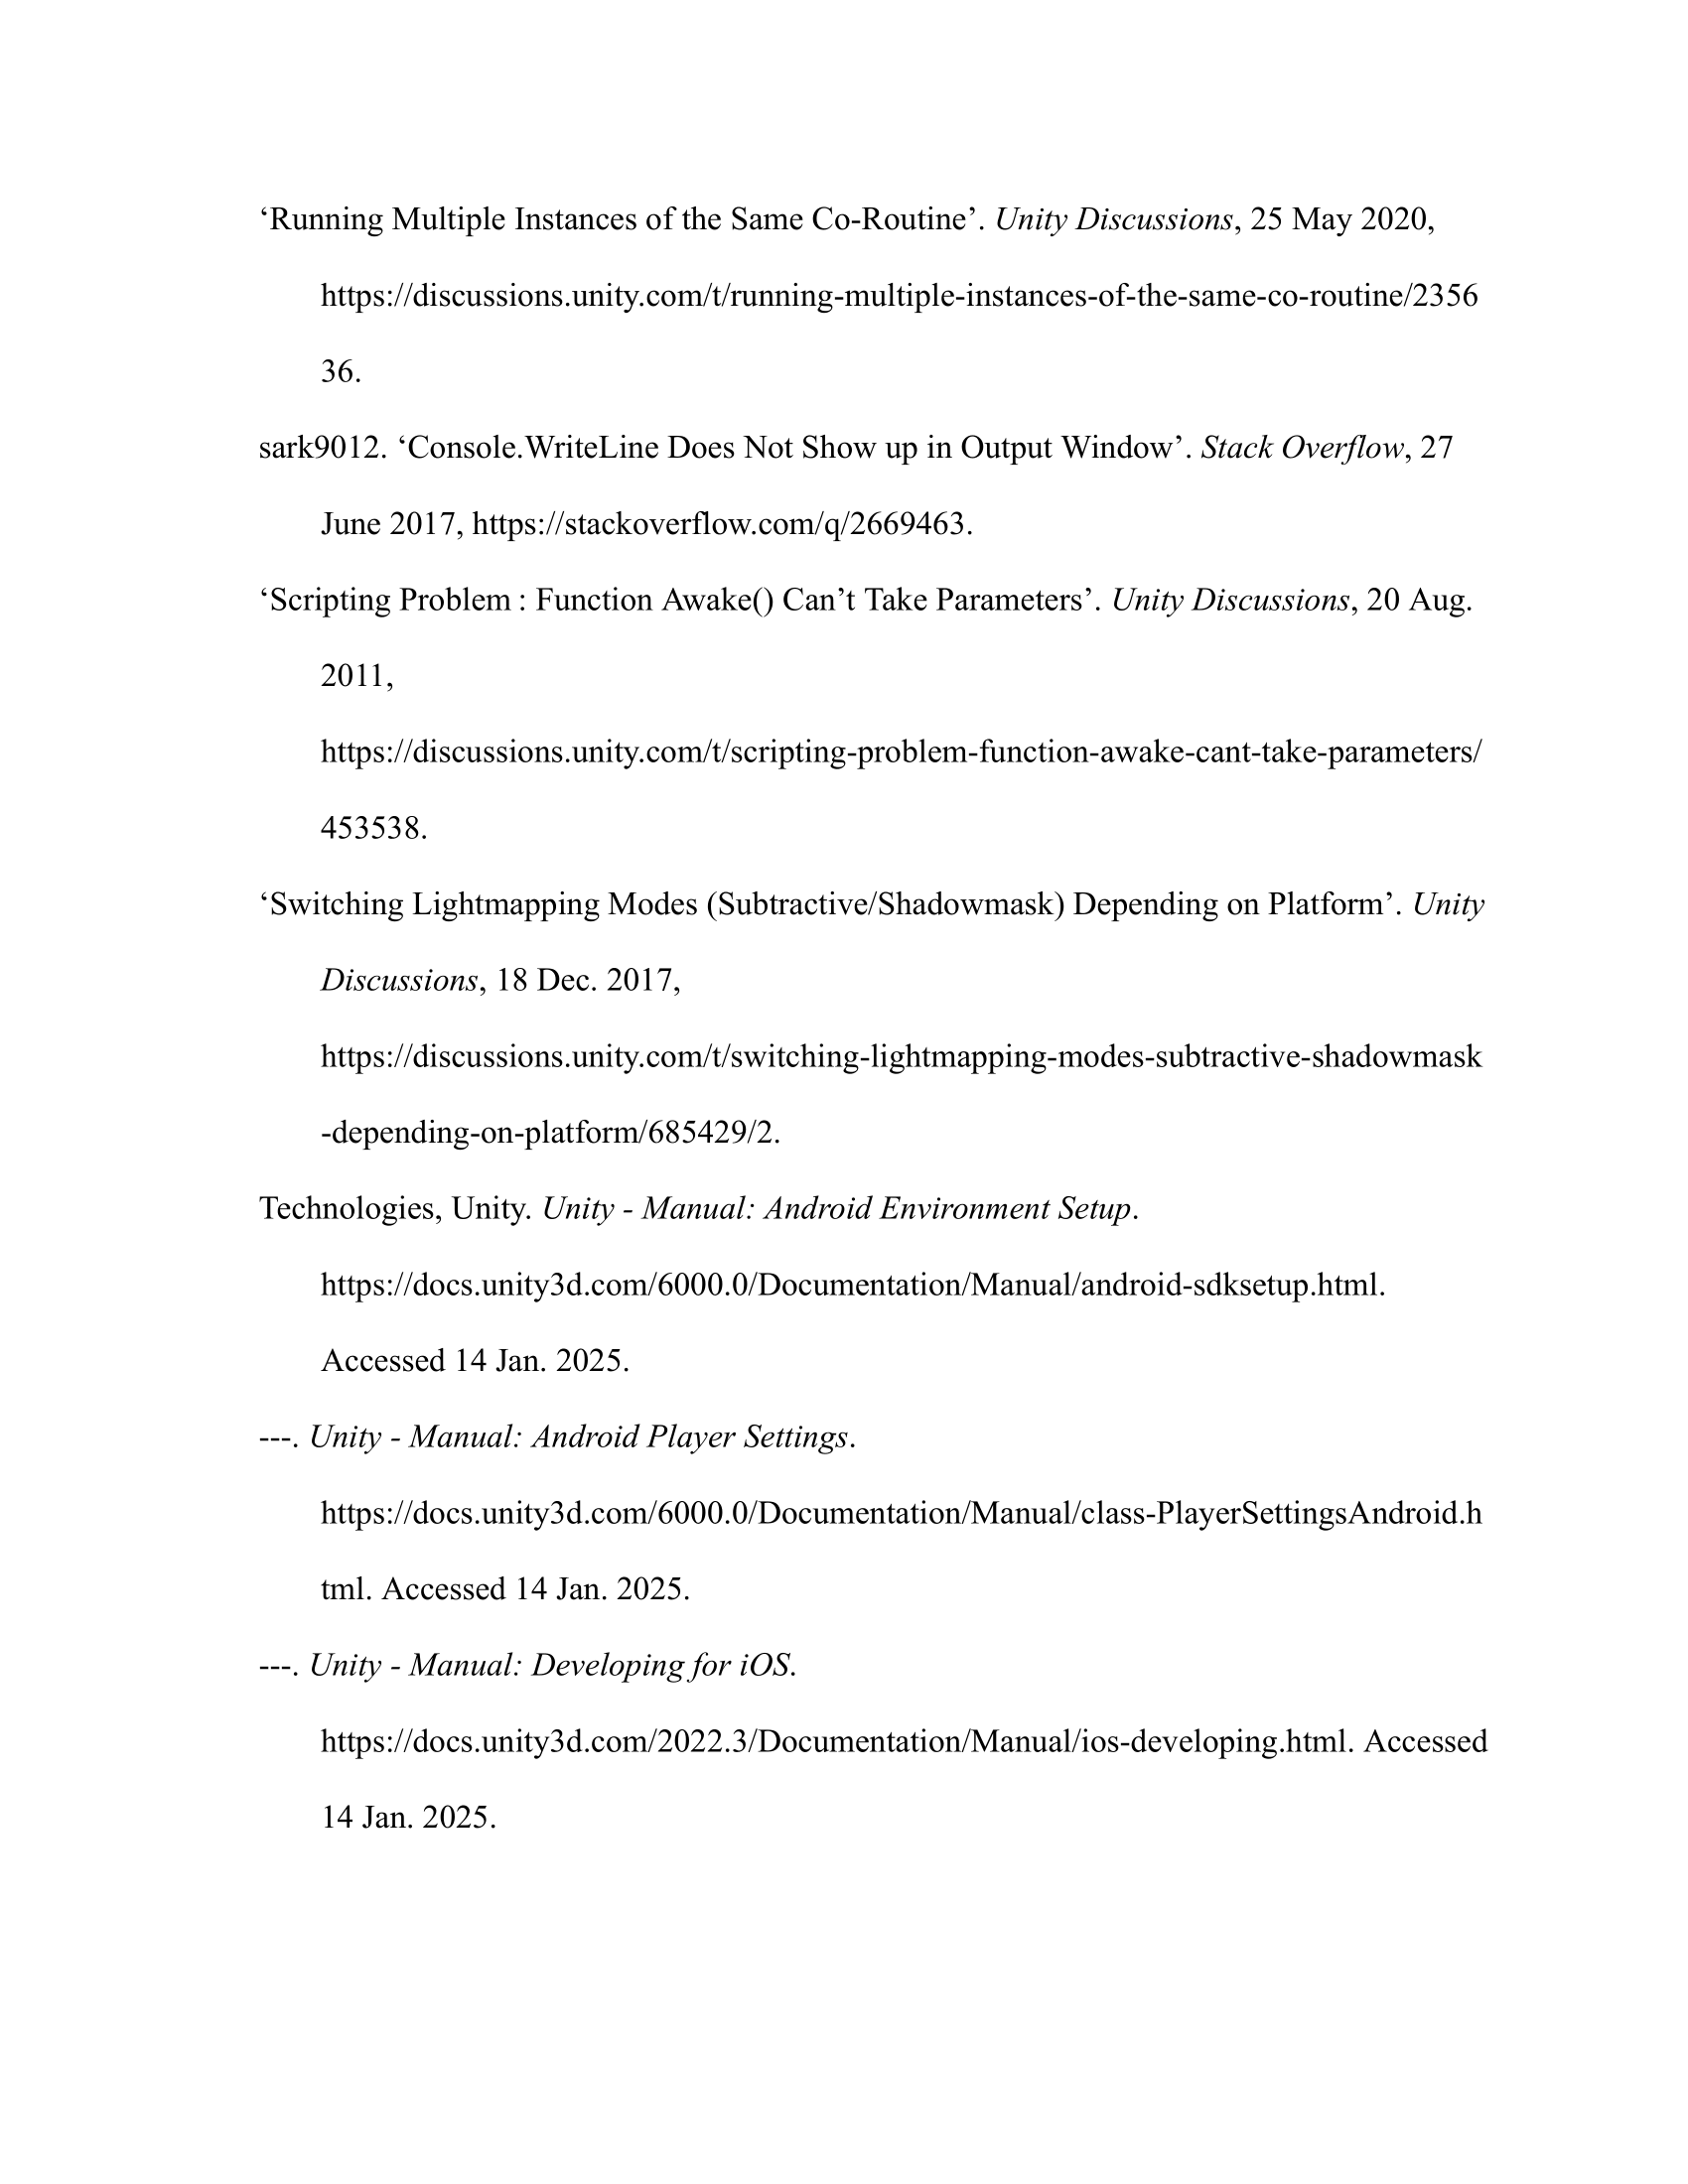 ‘Running Multiple Instances of the Same Co-Routine’. Unity Discussions, 25 May 2020,
https://discussions.unity.com/t/running-multiple-instances-of-the-same-co-routine/2356
36.
sark9012. ‘Console.WriteLine Does Not Show up in Output Window’. Stack Overflow, 27
June 2017, https://stackoverflow.com/q/2669463.
‘Scripting Problem : Function Awake() Can’t Take Parameters’. Unity Discussions, 20 Aug.
2011,
https://discussions.unity.com/t/scripting-problem-function-awake-cant-take-parameters/
453538.
‘Switching Lightmapping Modes (Subtractive/Shadowmask) Depending on Platform’. Unity
Discussions, 18 Dec. 2017,
https://discussions.unity.com/t/switching-lightmapping-modes-subtractive-shadowmask
-depending-on-platform/685429/2.
Technologies, Unity. Unity - Manual: Android Environment Setup.
https://docs.unity3d.com/6000.0/Documentation/Manual/android-sdksetup.html.
Accessed 14 Jan. 2025.
---. Unity - Manual: Android Player Settings.
https://docs.unity3d.com/6000.0/Documentation/Manual/class-PlayerSettingsAndroid.h
tml. Accessed 14 Jan. 2025.
---. Unity - Manual: Developing for iOS.
https://docs.unity3d.com/2022.3/Documentation/Manual/ios-developing.html. Accessed
14 Jan. 2025.